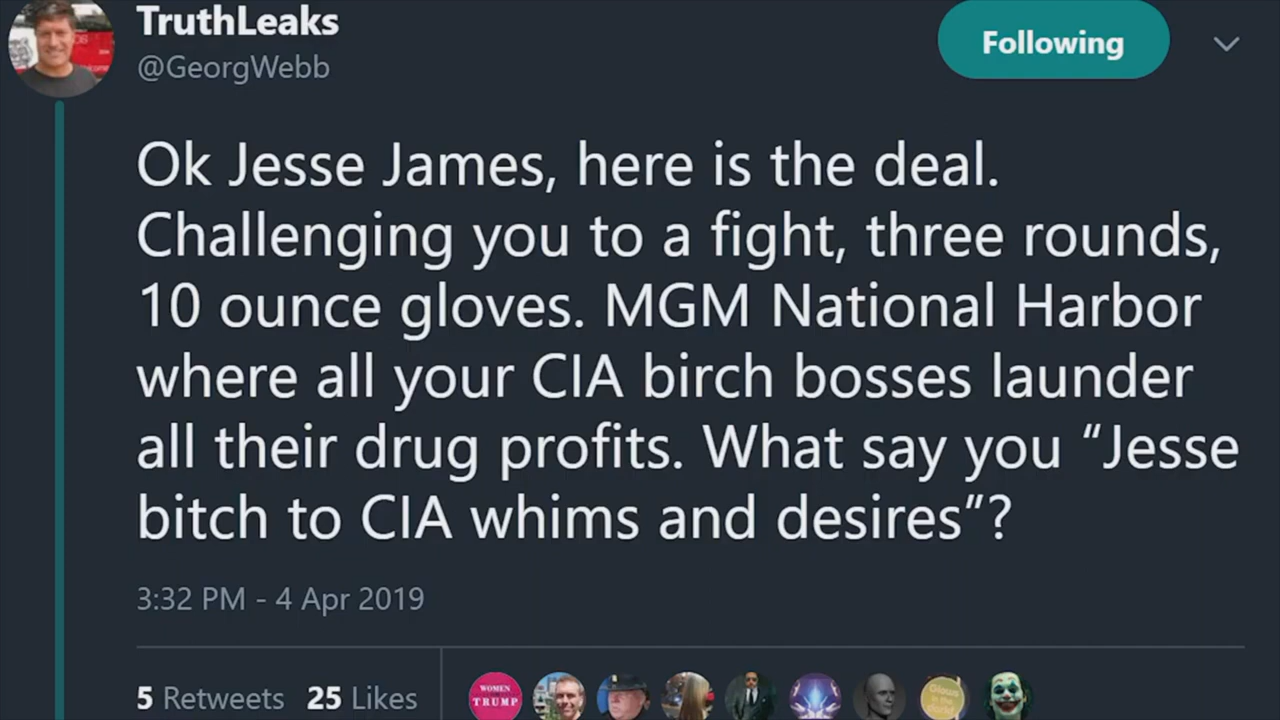 TruthLeaks
@GeorgWebb
Following
Ok Jesse James, here is the deal.
Challenging you to a fight, three rounds,
10 ounce gloves. MGM National Harbor
where all your CIA birch bosses launder
all their drug profits. What say you “Jesse
bitch to CIA whims and desires”?
3:32 PM - 4 Apr 2019
5 Retweets 25 Likes
WOMEN
TRUMP